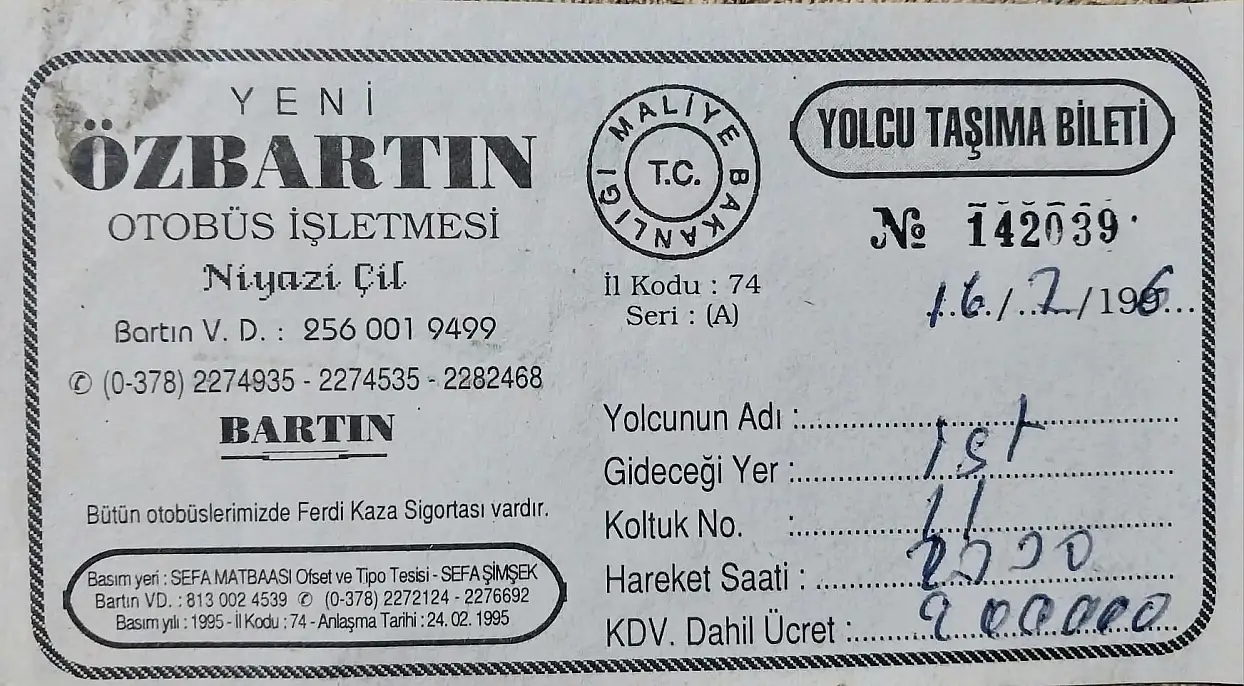 YENİ
ÖZBARTIN
OTOBÜS İŞLETMESİ
Niyazi Çil
Bartın V. D. : 256 001 9499
✆ (0-378) 2274935 - 2274535 - 2282468
BARTIN
Bütün otobüslerimizde Ferdi Kaza Sigortası vardır.
Basım yeri : SEFA MATBAASI Ofset ve Tipo Tesisi - SEFA ŞİMŞEK
Bartın VD. : 813 002 4539 ✆ (0-378) 2272124 - 2276692
Basım yılı : 1995 - İl Kodu : 74 - Anlaşma Tarihi : 24. 02. 1995
MALİYE BAKANLIĞI
T.C.
İl Kodu : 74
Seri : (A)
YOLCU TAŞIMA BİLETİ
№ 142039
16/7/1996
Yolcunun Adı :
Gideceği Yer : İst
Koltuk No. : 11
Hareket Saati :
KDV. Dahil Ücret :